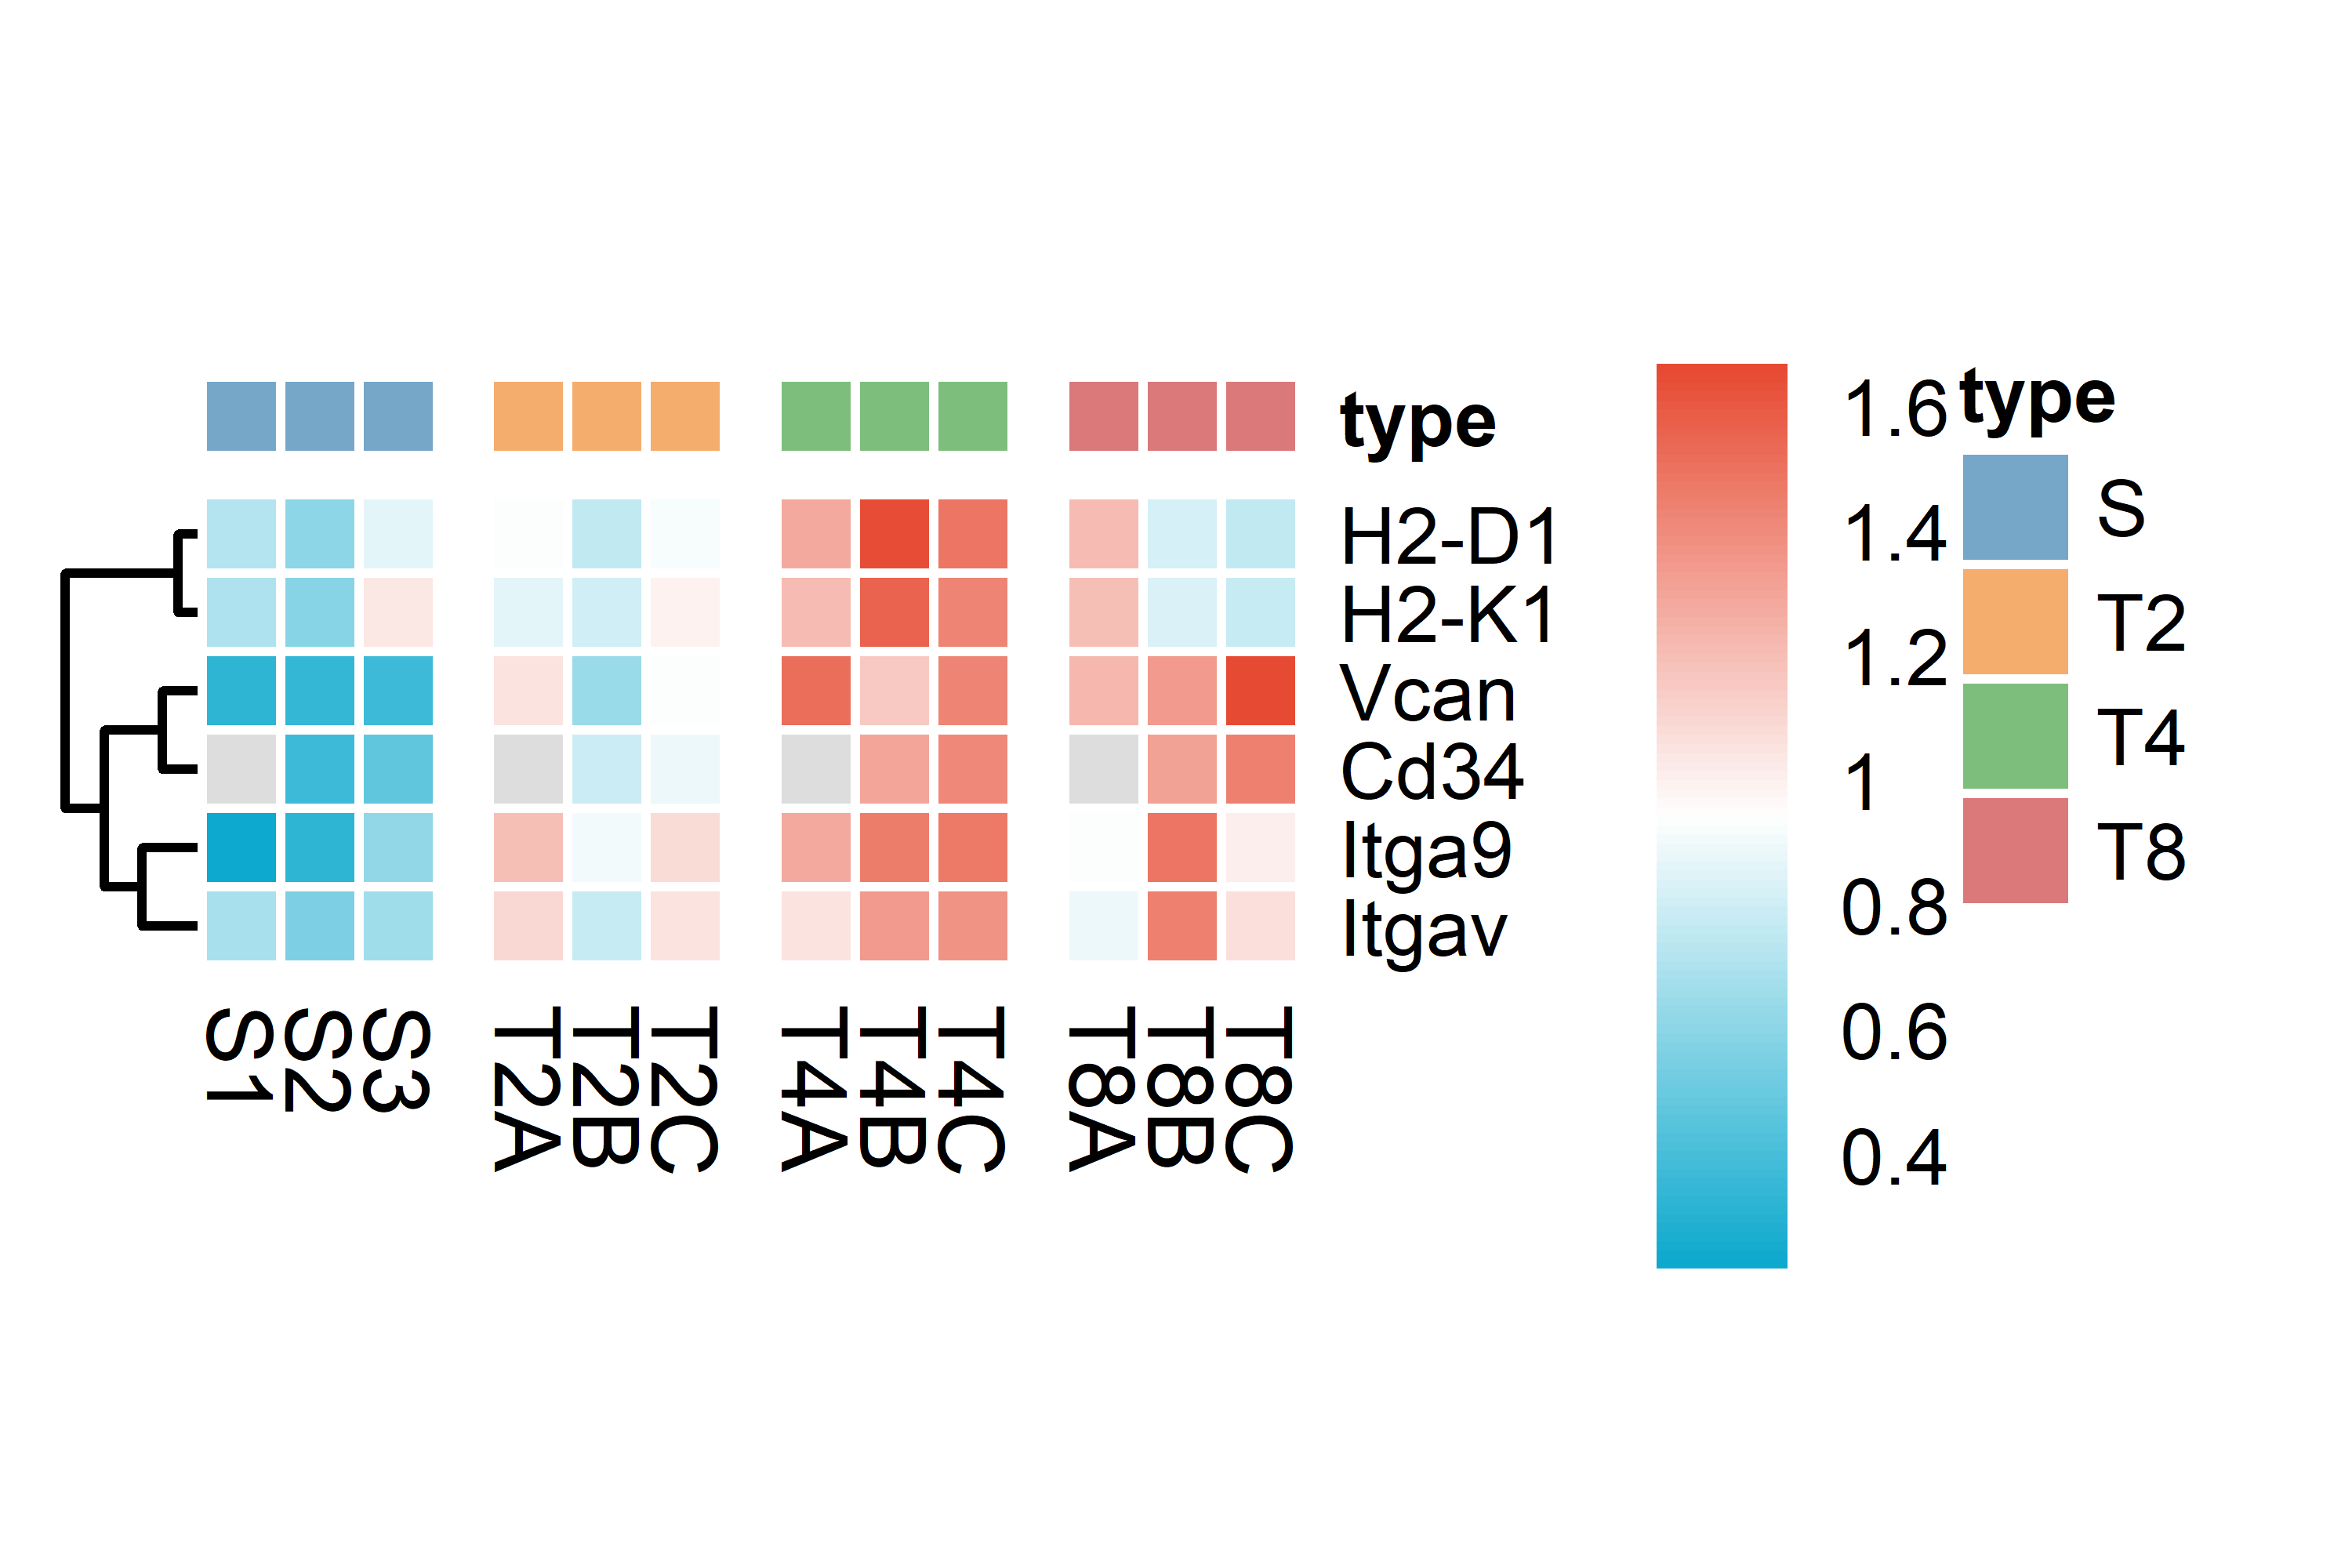 type
H2-D1
H2-K1
Vcan
Cd34
Itga9
Itgav
S1
S2
S3
T2A
T2B
T2C
T4A
T4B
T4C
T8A
T8B
T8C
1.6
1.4
1.2
1
0.8
0.6
0.4
type
S
T2
T4
T8